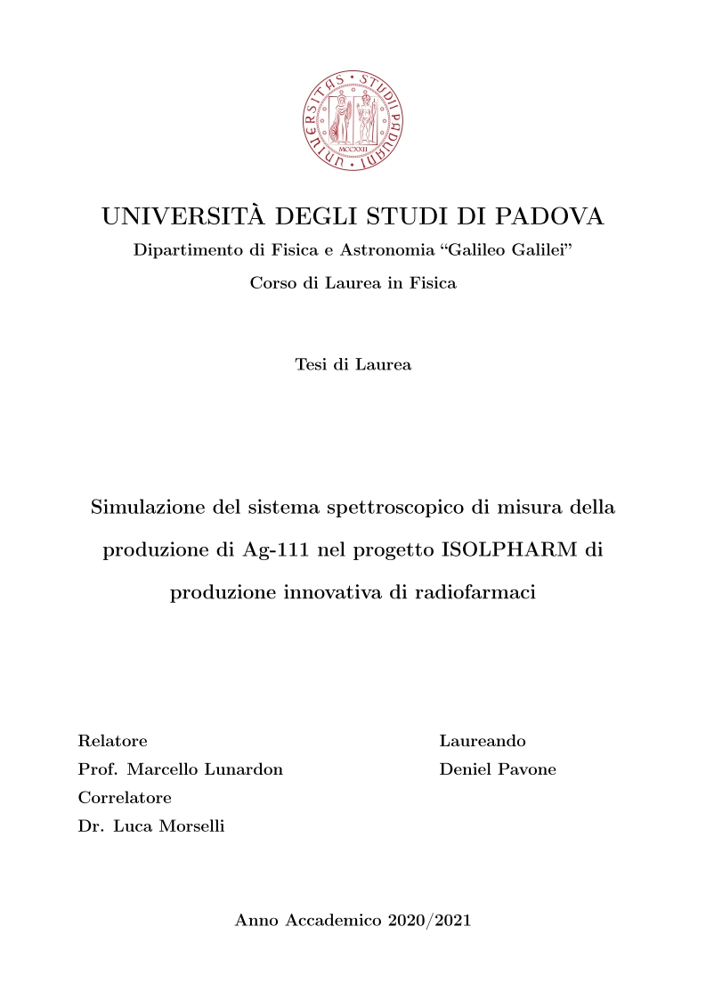 UNIVERSITAS STUDII PADUANI
MCCXXII
UNIVERSITÀ DEGLI STUDI DI PADOVA
Dipartimento di Fisica e Astronomia “Galileo Galilei”
Corso di Laurea in Fisica
Tesi di Laurea
Simulazione del sistema spettroscopico di misura della
produzione di Ag-111 nel progetto ISOLPHARM di
produzione innovativa di radiofarmaci
Relatore
Prof. Marcello Lunardon
Correlatore
Dr. Luca Morselli
Laureando
Deniel Pavone
Anno Accademico 2020/2021